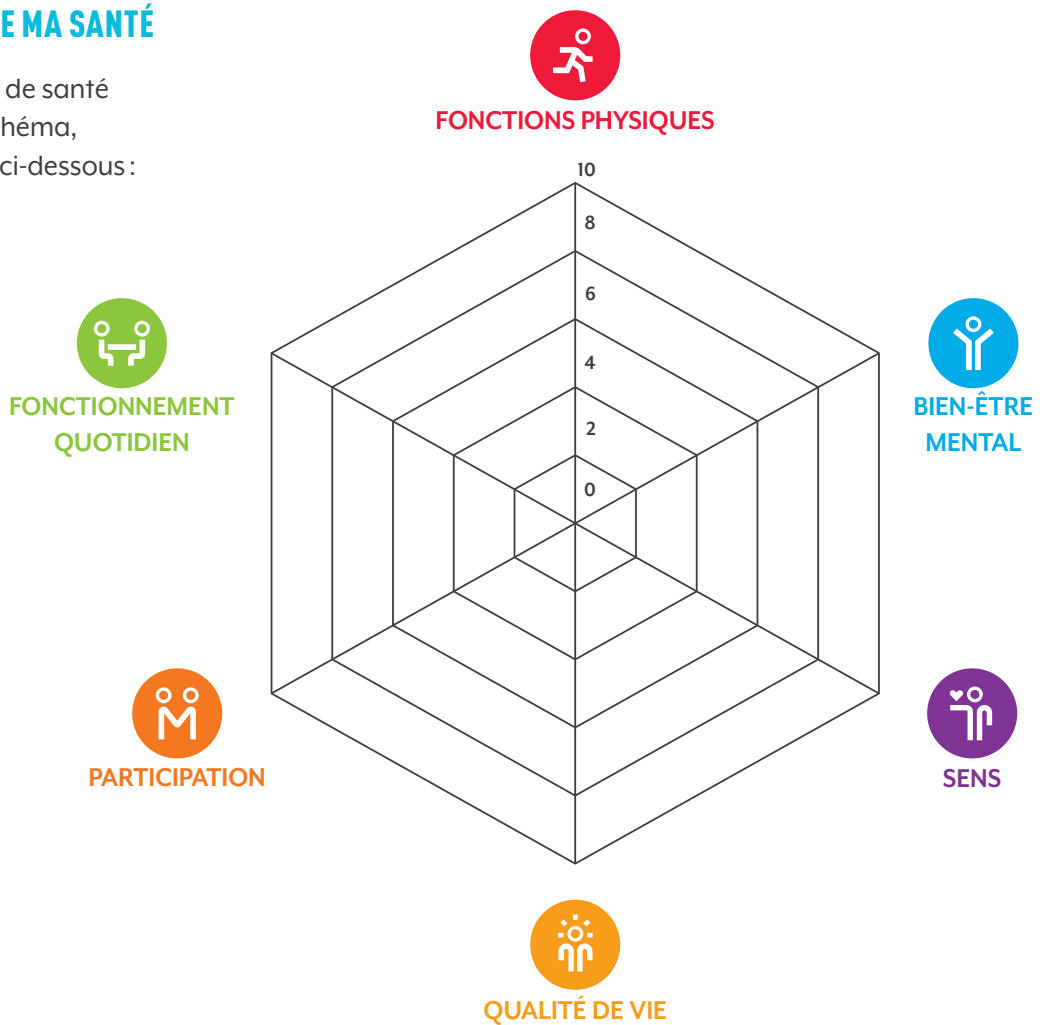 E MA SANTÉ
de santé
héma,
ci-dessous :
FONCTIONS PHYSIQUES
10
8
6
4
2
0
FONCTIONNEMENT
QUOTIDIEN
BIEN-ÊTRE
MENTAL
PARTICIPATION
SENS
QUALITÉ DE VIE